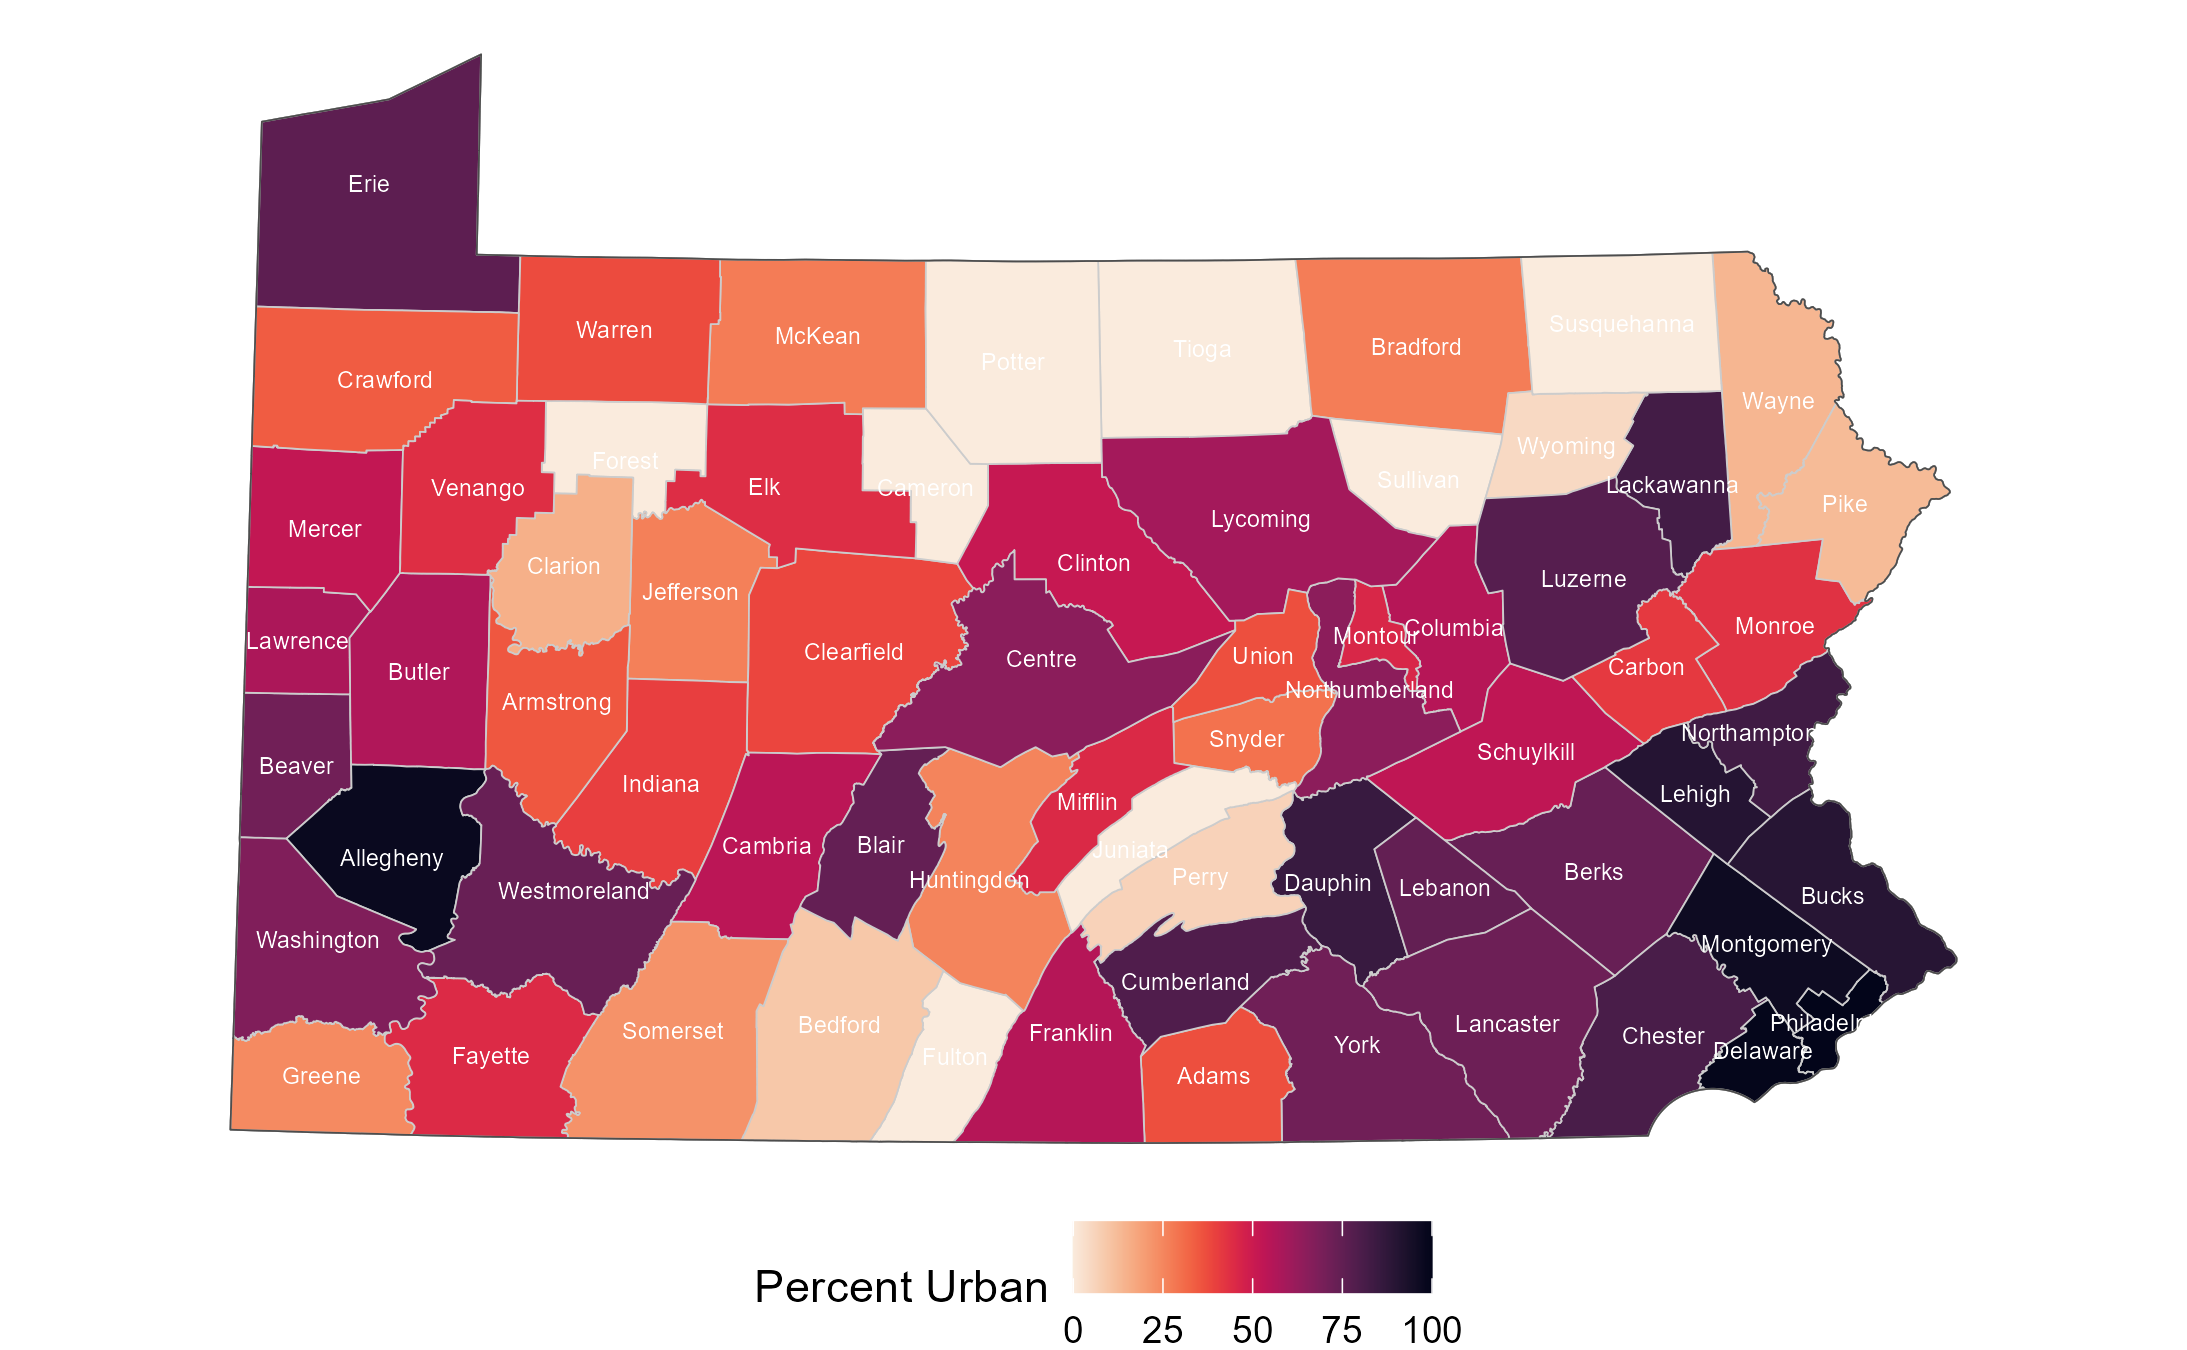 Erie
Susquehanna
Warren
McKean
Bradford
Tioga
Potter
Crawford
Wayne
Wyoming
Forest
Sullivan
Lackawanna
Venango
Elk
Cameron
Pike
Lycoming
Mercer
Clinton
Clarion
Luzerne
Jefferson
Monroe
Columbia
Montour
Lawrence
Clearfield
Union
Centre
Carbon
Butler
Northumberland
Armstrong
Northampton
Snyder
Schuylkill
Beaver
Indiana
Lehigh
Mifflin
Cambria
Blair
Juniata
Allegheny
Berks
Perry
Huntingdon
Dauphin
Lebanon
Westmoreland
Bucks
Washington
Montgomery
Cumberland
Philadel
Lancaster
Bedford
Somerset
Franklin
Chester
York
Delaware
Fayette
Fulton
Greene
Adams
Percent Urban
0 25 50 75 100